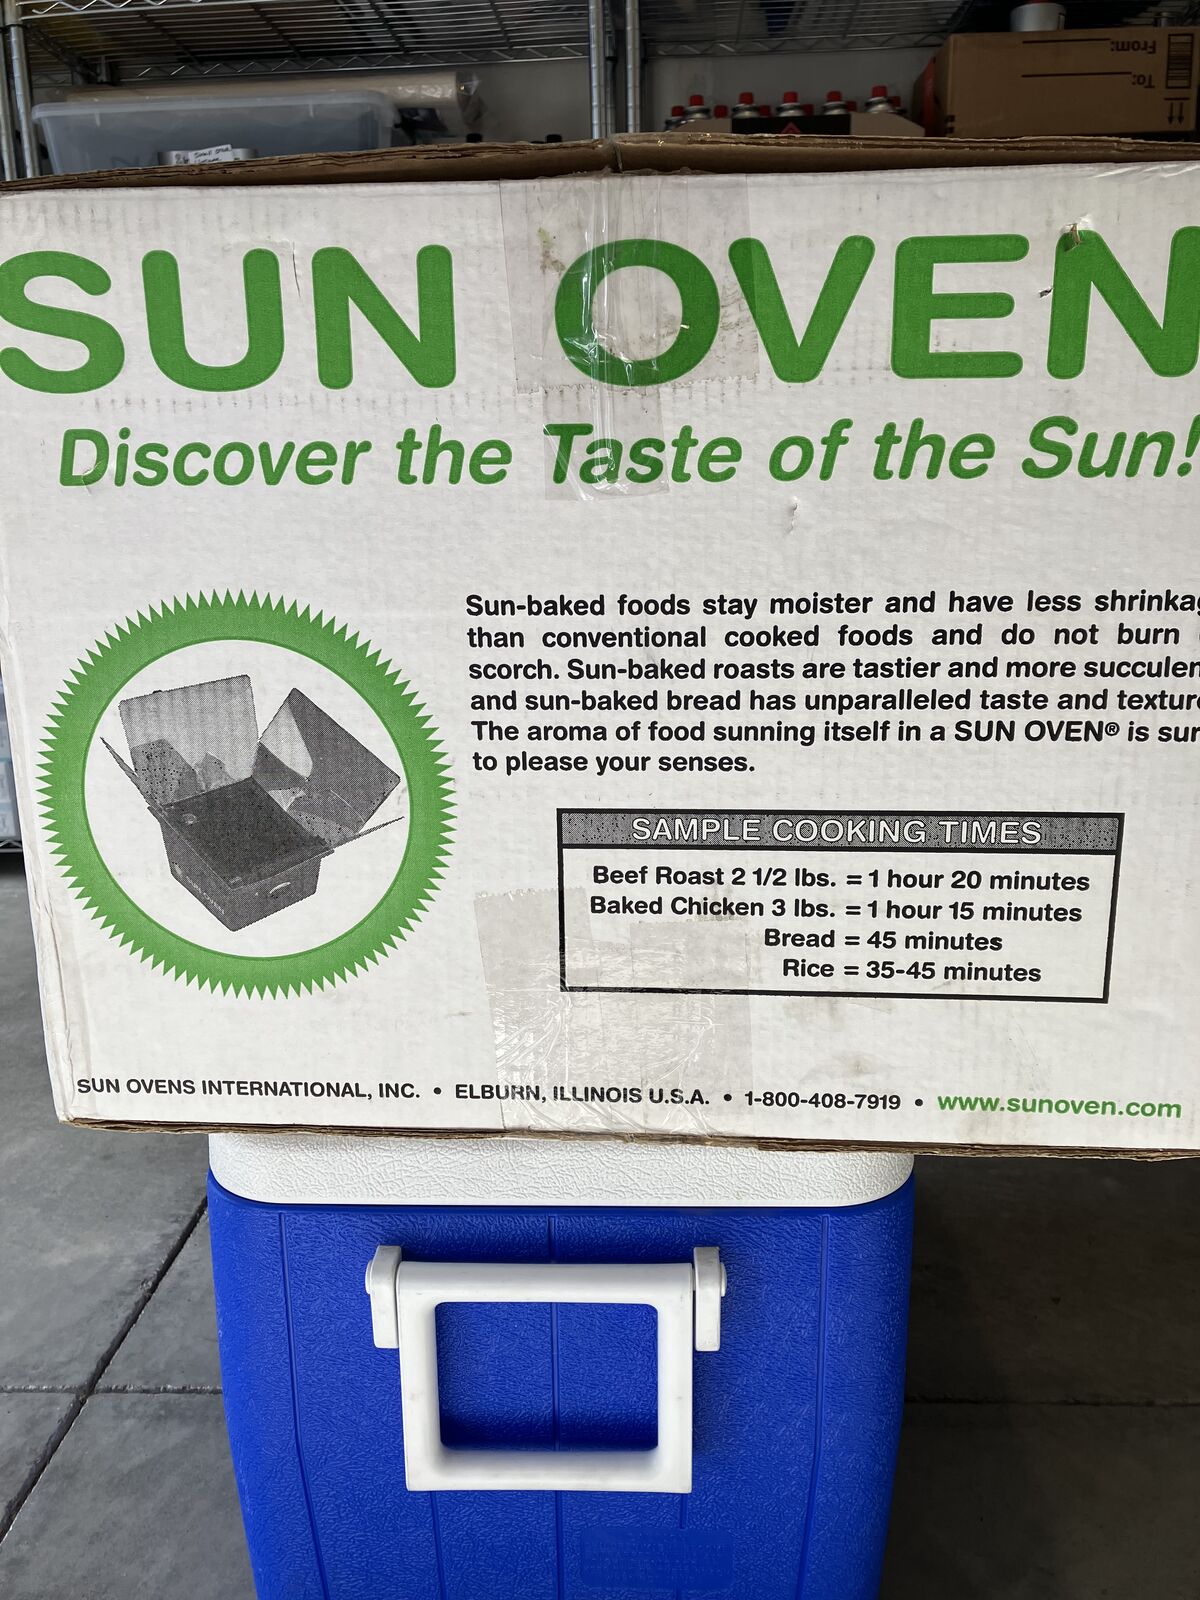 From:
To:
SUN OVEN
Discover the Taste of the Sun!
Sun-baked foods stay moister and have less shrinkag
than conventional cooked foods and do not burn
scorch. Sun-baked roasts are tastier and more succulen
and sun-baked bread has unparalleled taste and texture
The aroma of food sunning itself in a SUN OVEN® is sur
to please your senses.
SAMPLE COOKING TIMES
Beef Roast 2 1/2 lbs. = 1 hour 20 minutes
Baked Chicken 3 lbs. = 1 hour 15 minutes
Bread = 45 minutes
Rice = 35-45 minutes
SUN OVENS INTERNATIONAL, INC. • ELBURN, ILLINOIS U.S.A. • 1-800-408-7919 • www.sunoven.com